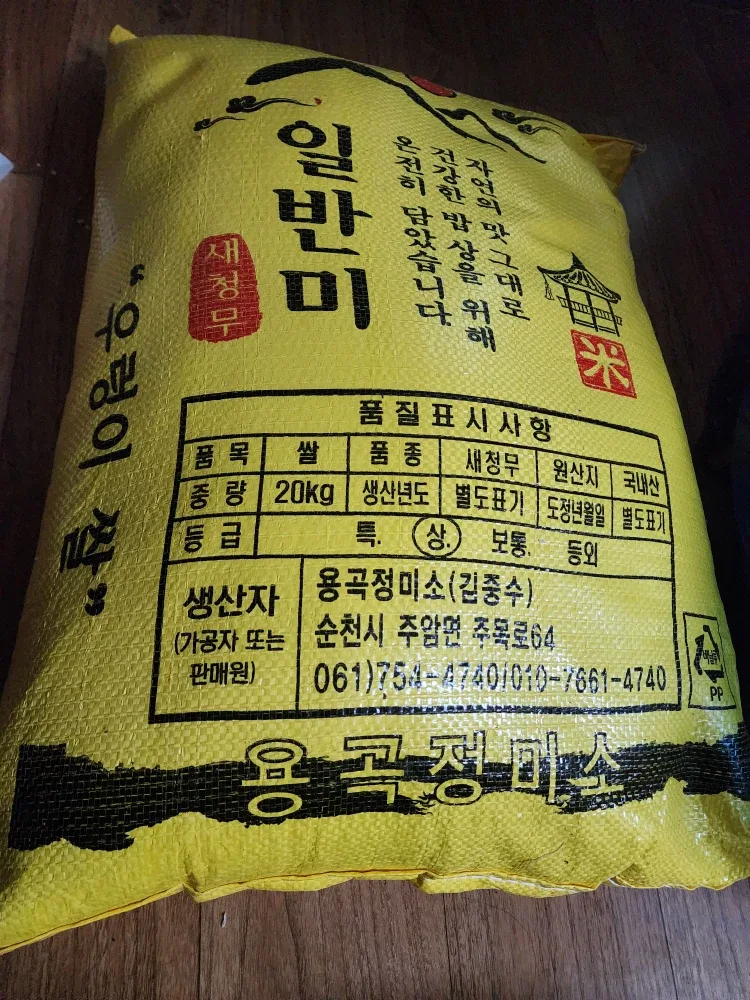 자연의 맛 그대로
건강한 밥상을 위해
온전히 담았습니다.
일반미
새청무
米
“우렁이 쌀”
품질표시사항
품목 쌀 품종 새청무 원산지 국내산
중량 20kg 생산년도 별도표기 도정년월일 별도표기
등급 특. 상. 보통. 등외
생산자
(가공자 또는
판매원)
용곡정미소(김중수)
순천시 주암면 주목로64
061)754-4740/010-7661-4740
비닐류
PP
용곡정미소